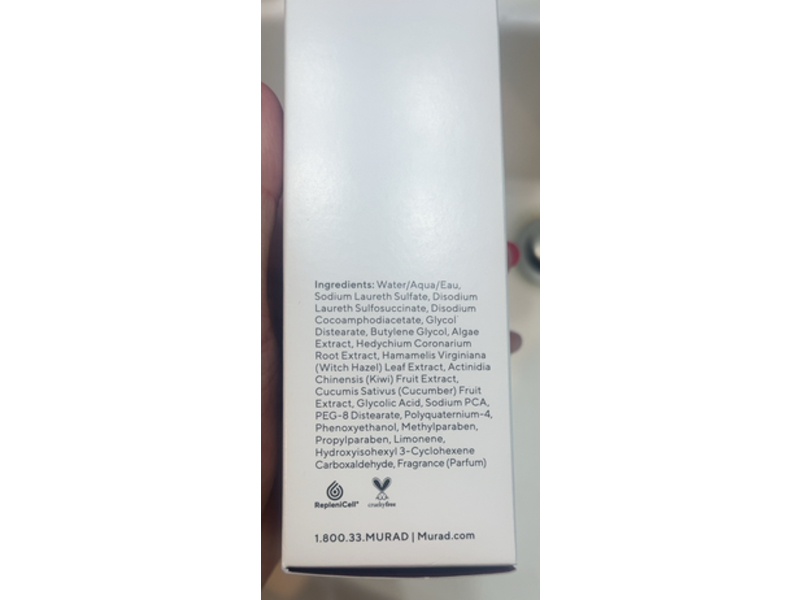 Ingredients: Water/Aqua/Eau,
Sodium Laureth Sulfate, Disodium
Laureth Sulfosuccinate, Disodium
Cocoamphodiacetate, Glycol
Distearate, Butylene Glycol, Algae
Extract, Hedychium Coronarium
Root Extract, Hamamelis Virginiana
(Witch Hazel) Leaf Extract, Actinidia
Chinensis (Kiwi) Fruit Extract,
Cucumis Sativus (Cucumber) Fruit
Extract, Glycolic Acid, Sodium PCA,
PEG-8 Distearate, Polyquaternium-4,
Phenoxyethanol, Methylparaben,
Propylparaben, Limonene,
Hydroxyisohexyl 3-Cyclohexene
Carboxaldehyde, Fragrance (Parfum)
RepleniCell® crueltyfree
1.800.33.MURAD | Murad.com